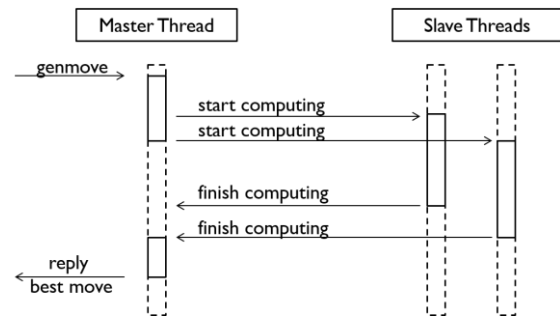 Master Thread
Slave Threads
genmove
start computing
start computing
finish computing
finish computing
reply
best move